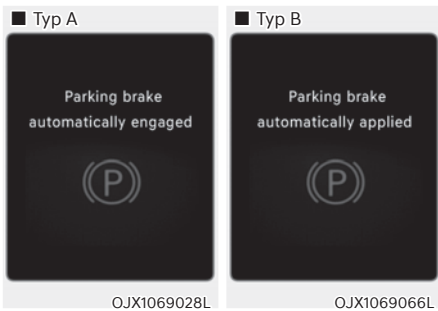 ■ Typ A
Parking brake
automatically engaged
(P)
OJX1069028L
■ Typ B
Parking brake
automatically applied
(P)
OJX1069066L